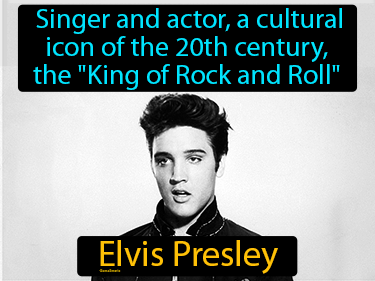 Singer and actor, a cultural
icon of the 20th century,
the "King of Rock and Roll"
Elvis Presley